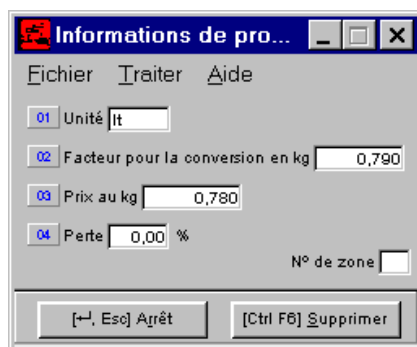 Informations de pro...
Fichier Traiter Aide
01 Unité lt
02 Facteur pour la conversion en kg 0,790
03 Prix au kg 0,780
04 Perte 0,00 %
Nº de zone
[↵, Esc] Arrêt [Ctrl F6] Supprimer